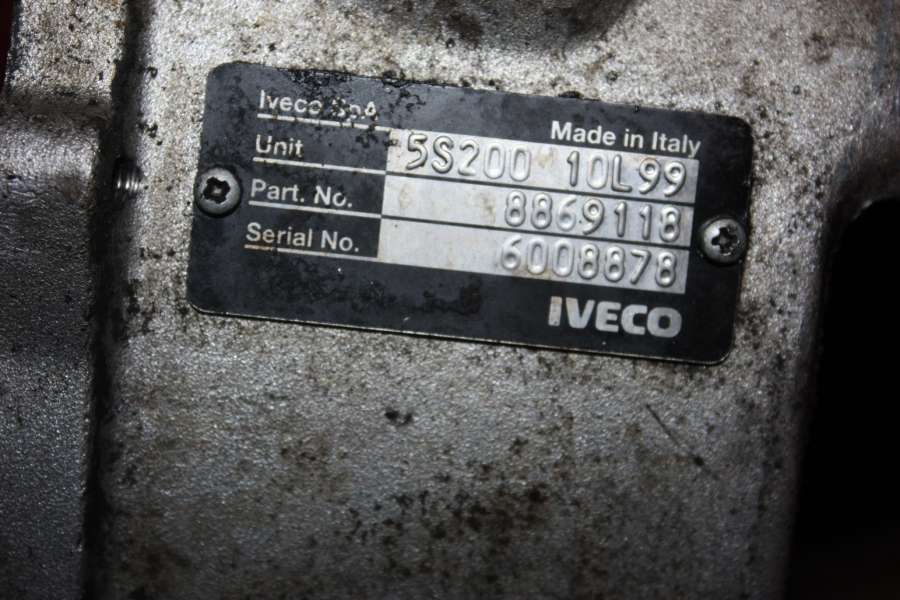 Iveco SpA
Made in Italy
Unit 5S200 10L99
Part. No. 8869118
Serial No. 6008878
IVECO